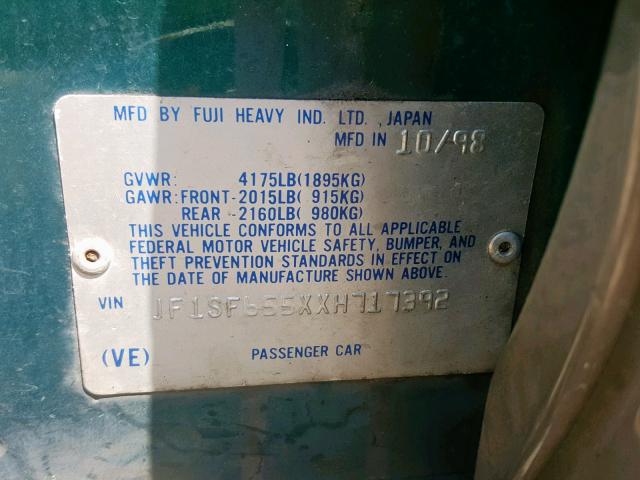 MFD BY FUJI HEAVY IND. LTD., JAPAN
MFD IN 10/98
GVWR: 4175LB(1895KG)
GAWR: FRONT-2015LB( 915KG)
REAR -2160LB( 980KG)
THIS VEHICLE CONFORMS TO ALL APPLICABLE
FEDERAL MOTOR VEHICLE SAFETY, BUMPER, AND
THEFT PREVENTION STANDARDS IN EFFECT ON
THE DATE OF MANUFACTURE SHOWN ABOVE.
VIN JF1SF655XXH717392
(VE) PASSENGER CAR